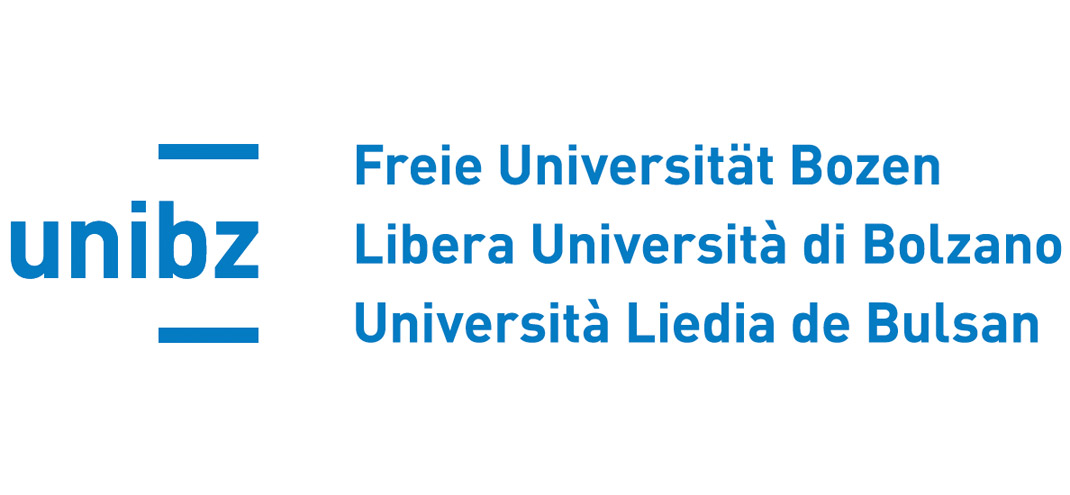 unibz
Freie Universität Bozen
Libera Università di Bolzano
Università Liedia de Bulsan